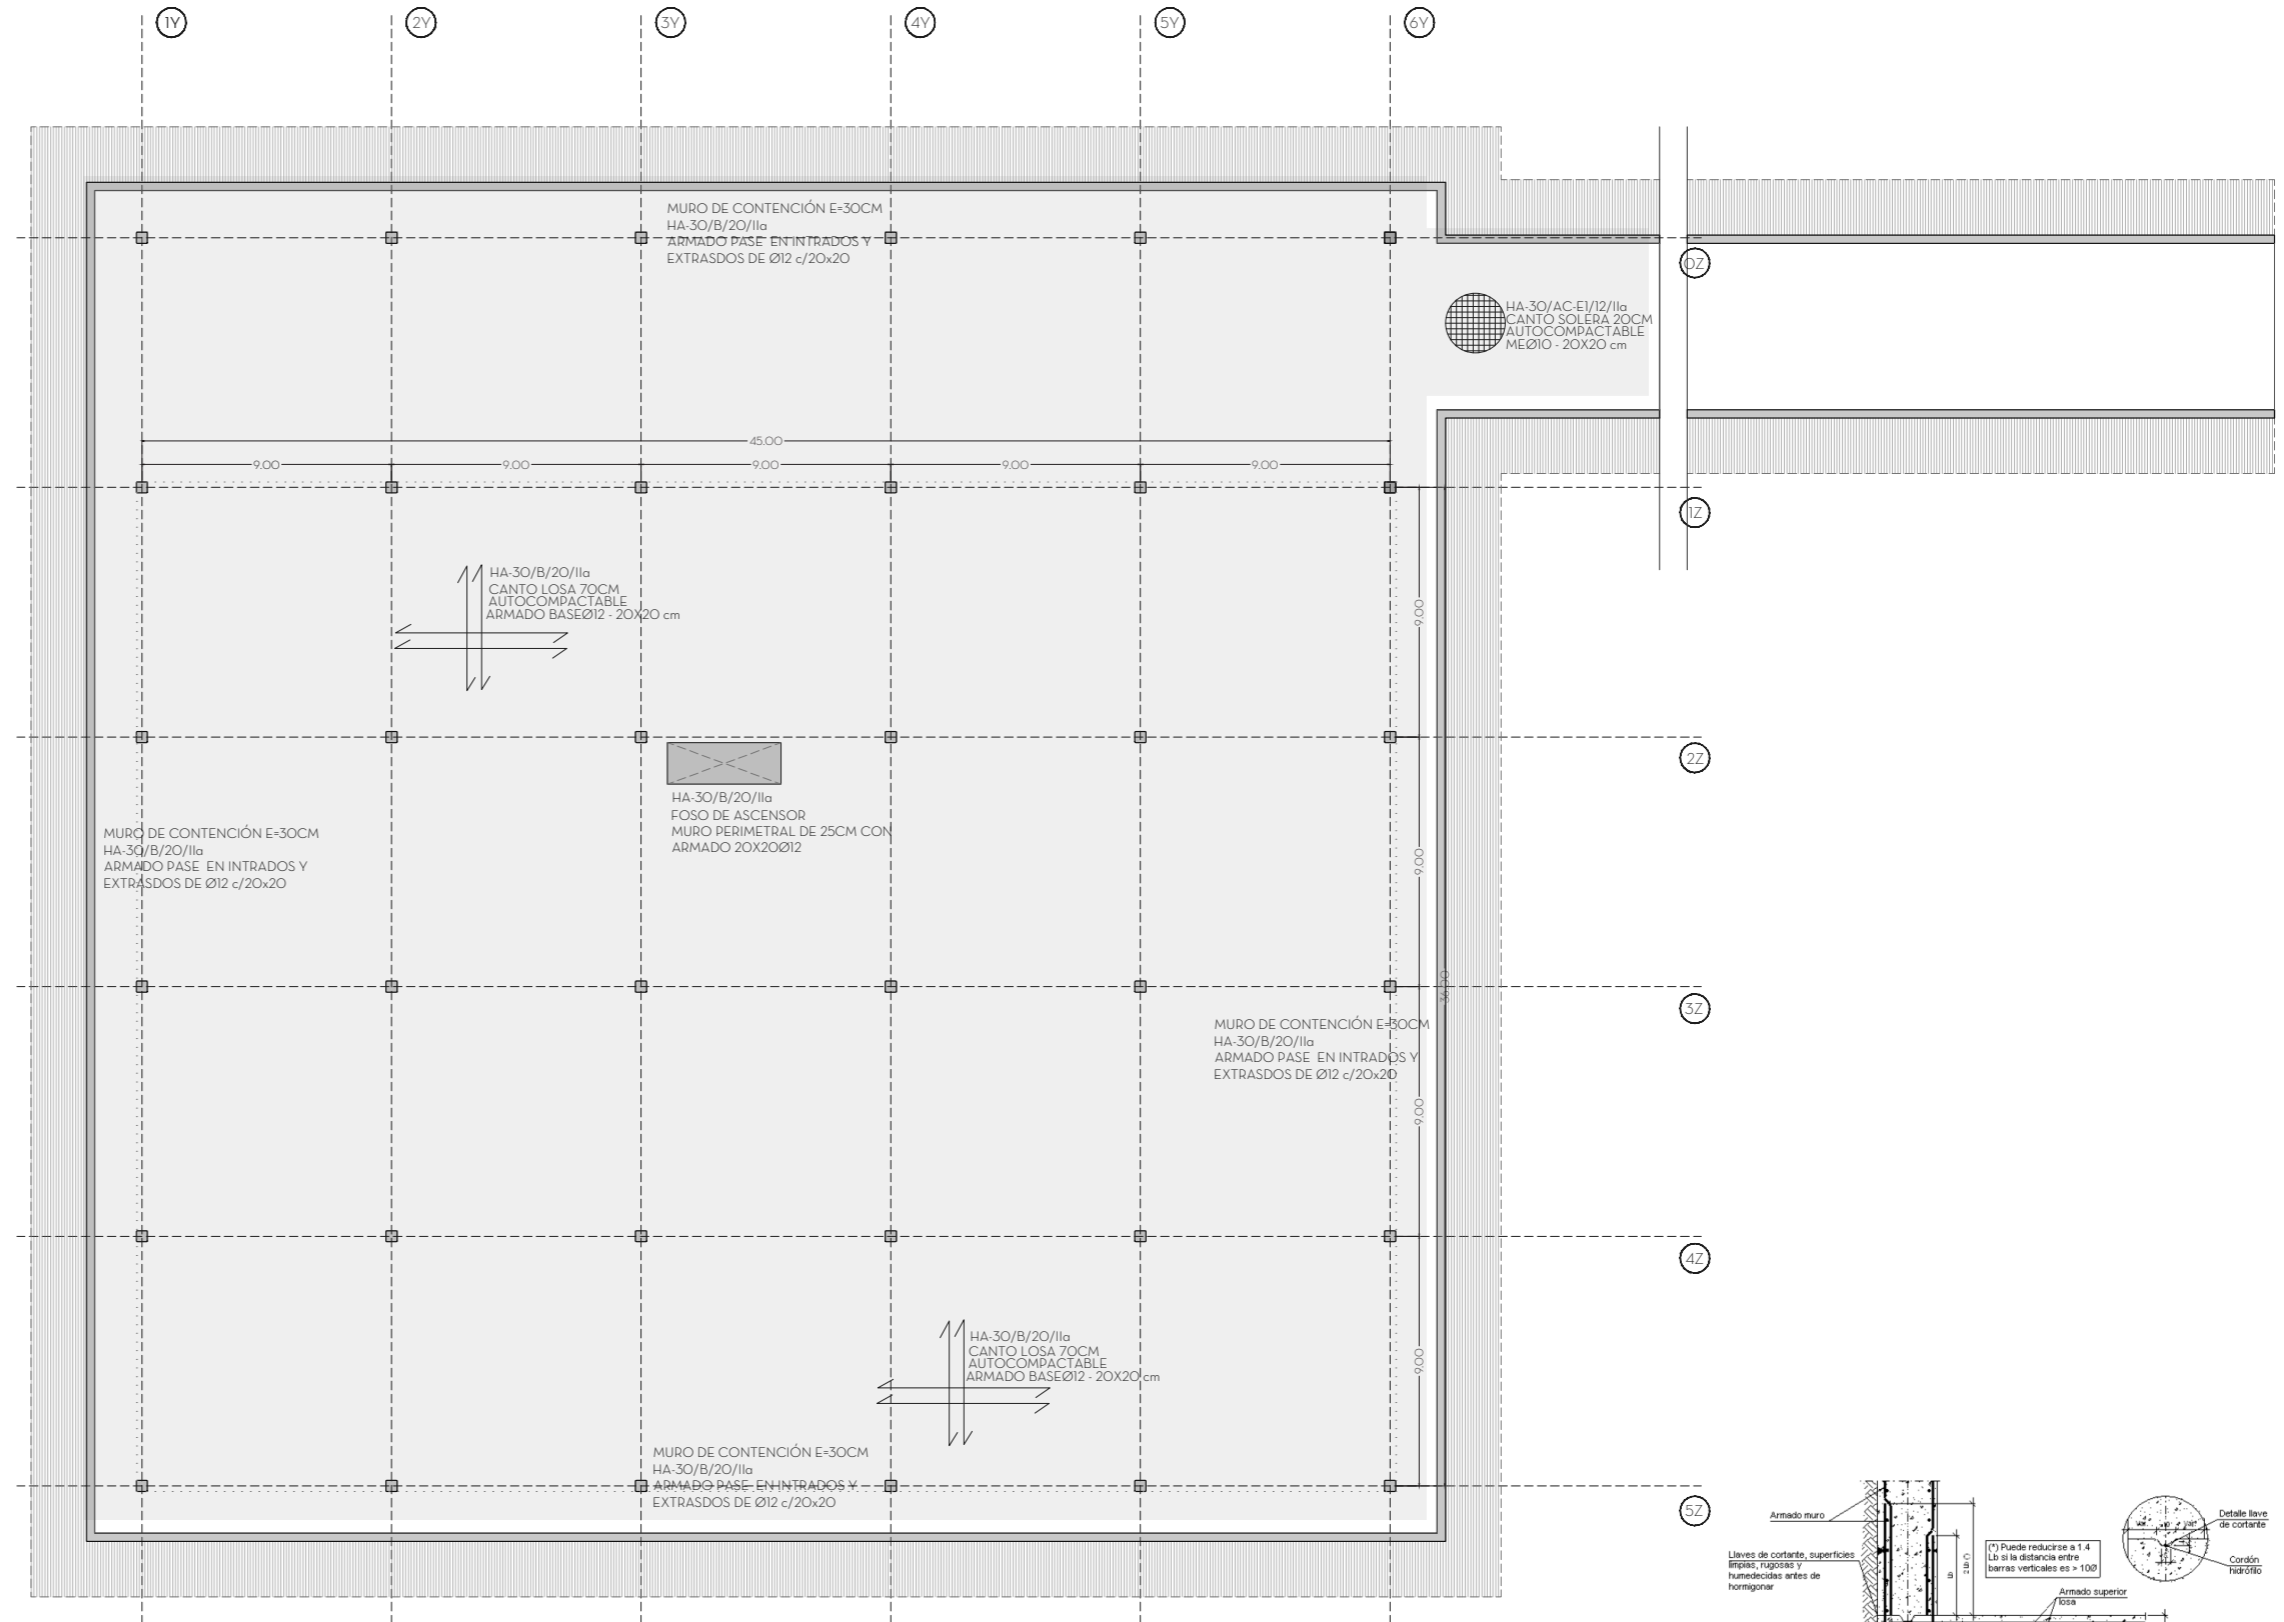 1Y
2Y
3Y
4Y
5Y
6Y
MURO DE CONTENCIÓN E=30CM
HA-30/B/20/IIa
ARMADO PASE EN INTRADOS Y
EXTRASDOS DE Ø12 c/20x20
0Z
HA-30/AC-E1/12/IIa
CANTO SOLERA 20CM
AUTOCOMPACTABLE
MEØ10 - 20X20 cm
45.00
9.00
9.00
9.00
9.00
9.00
1Z
HA-30/B/20/IIa
CANTO LOSA 70CM
AUTOCOMPACTABLE
ARMADO BASEØ12 - 20X20 cm
9.00
2Z
HA-30/B/20/IIa
FOSO DE ASCENSOR
MURO PERIMETRAL DE 25CM CON
ARMADO 20X20Ø12
MURO DE CONTENCIÓN E=30CM
HA-30/B/20/IIa
ARMADO PASE EN INTRADOS Y
EXTRASDOS DE Ø12 c/20x20
9.00
36.00
3Z
MURO DE CONTENCIÓN E=30CM
HA-30/B/20/IIa
ARMADO PASE EN INTRADOS Y
EXTRASDOS DE Ø12 c/20x20
9.00
4Z
HA-30/B/20/IIa
CANTO LOSA 70CM
AUTOCOMPACTABLE
ARMADO BASEØ12 - 20X20 cm
9.00
MURO DE CONTENCIÓN E=30CM
HA-30/B/20/IIa
ARMADO PASE EN INTRADOS Y
EXTRASDOS DE Ø12 c/20x20
5Z
Armado muro
Llaves de cortante, superficies
limpias, rugosas y
humedecidas antes de
hormigonar
(*) Puede reducirse a 1.4
Lb si la distancia entre
barras verticales es > 10Ø
Detalle llave
de cortante
Cordón
hidrófilo
Armado superior
losa